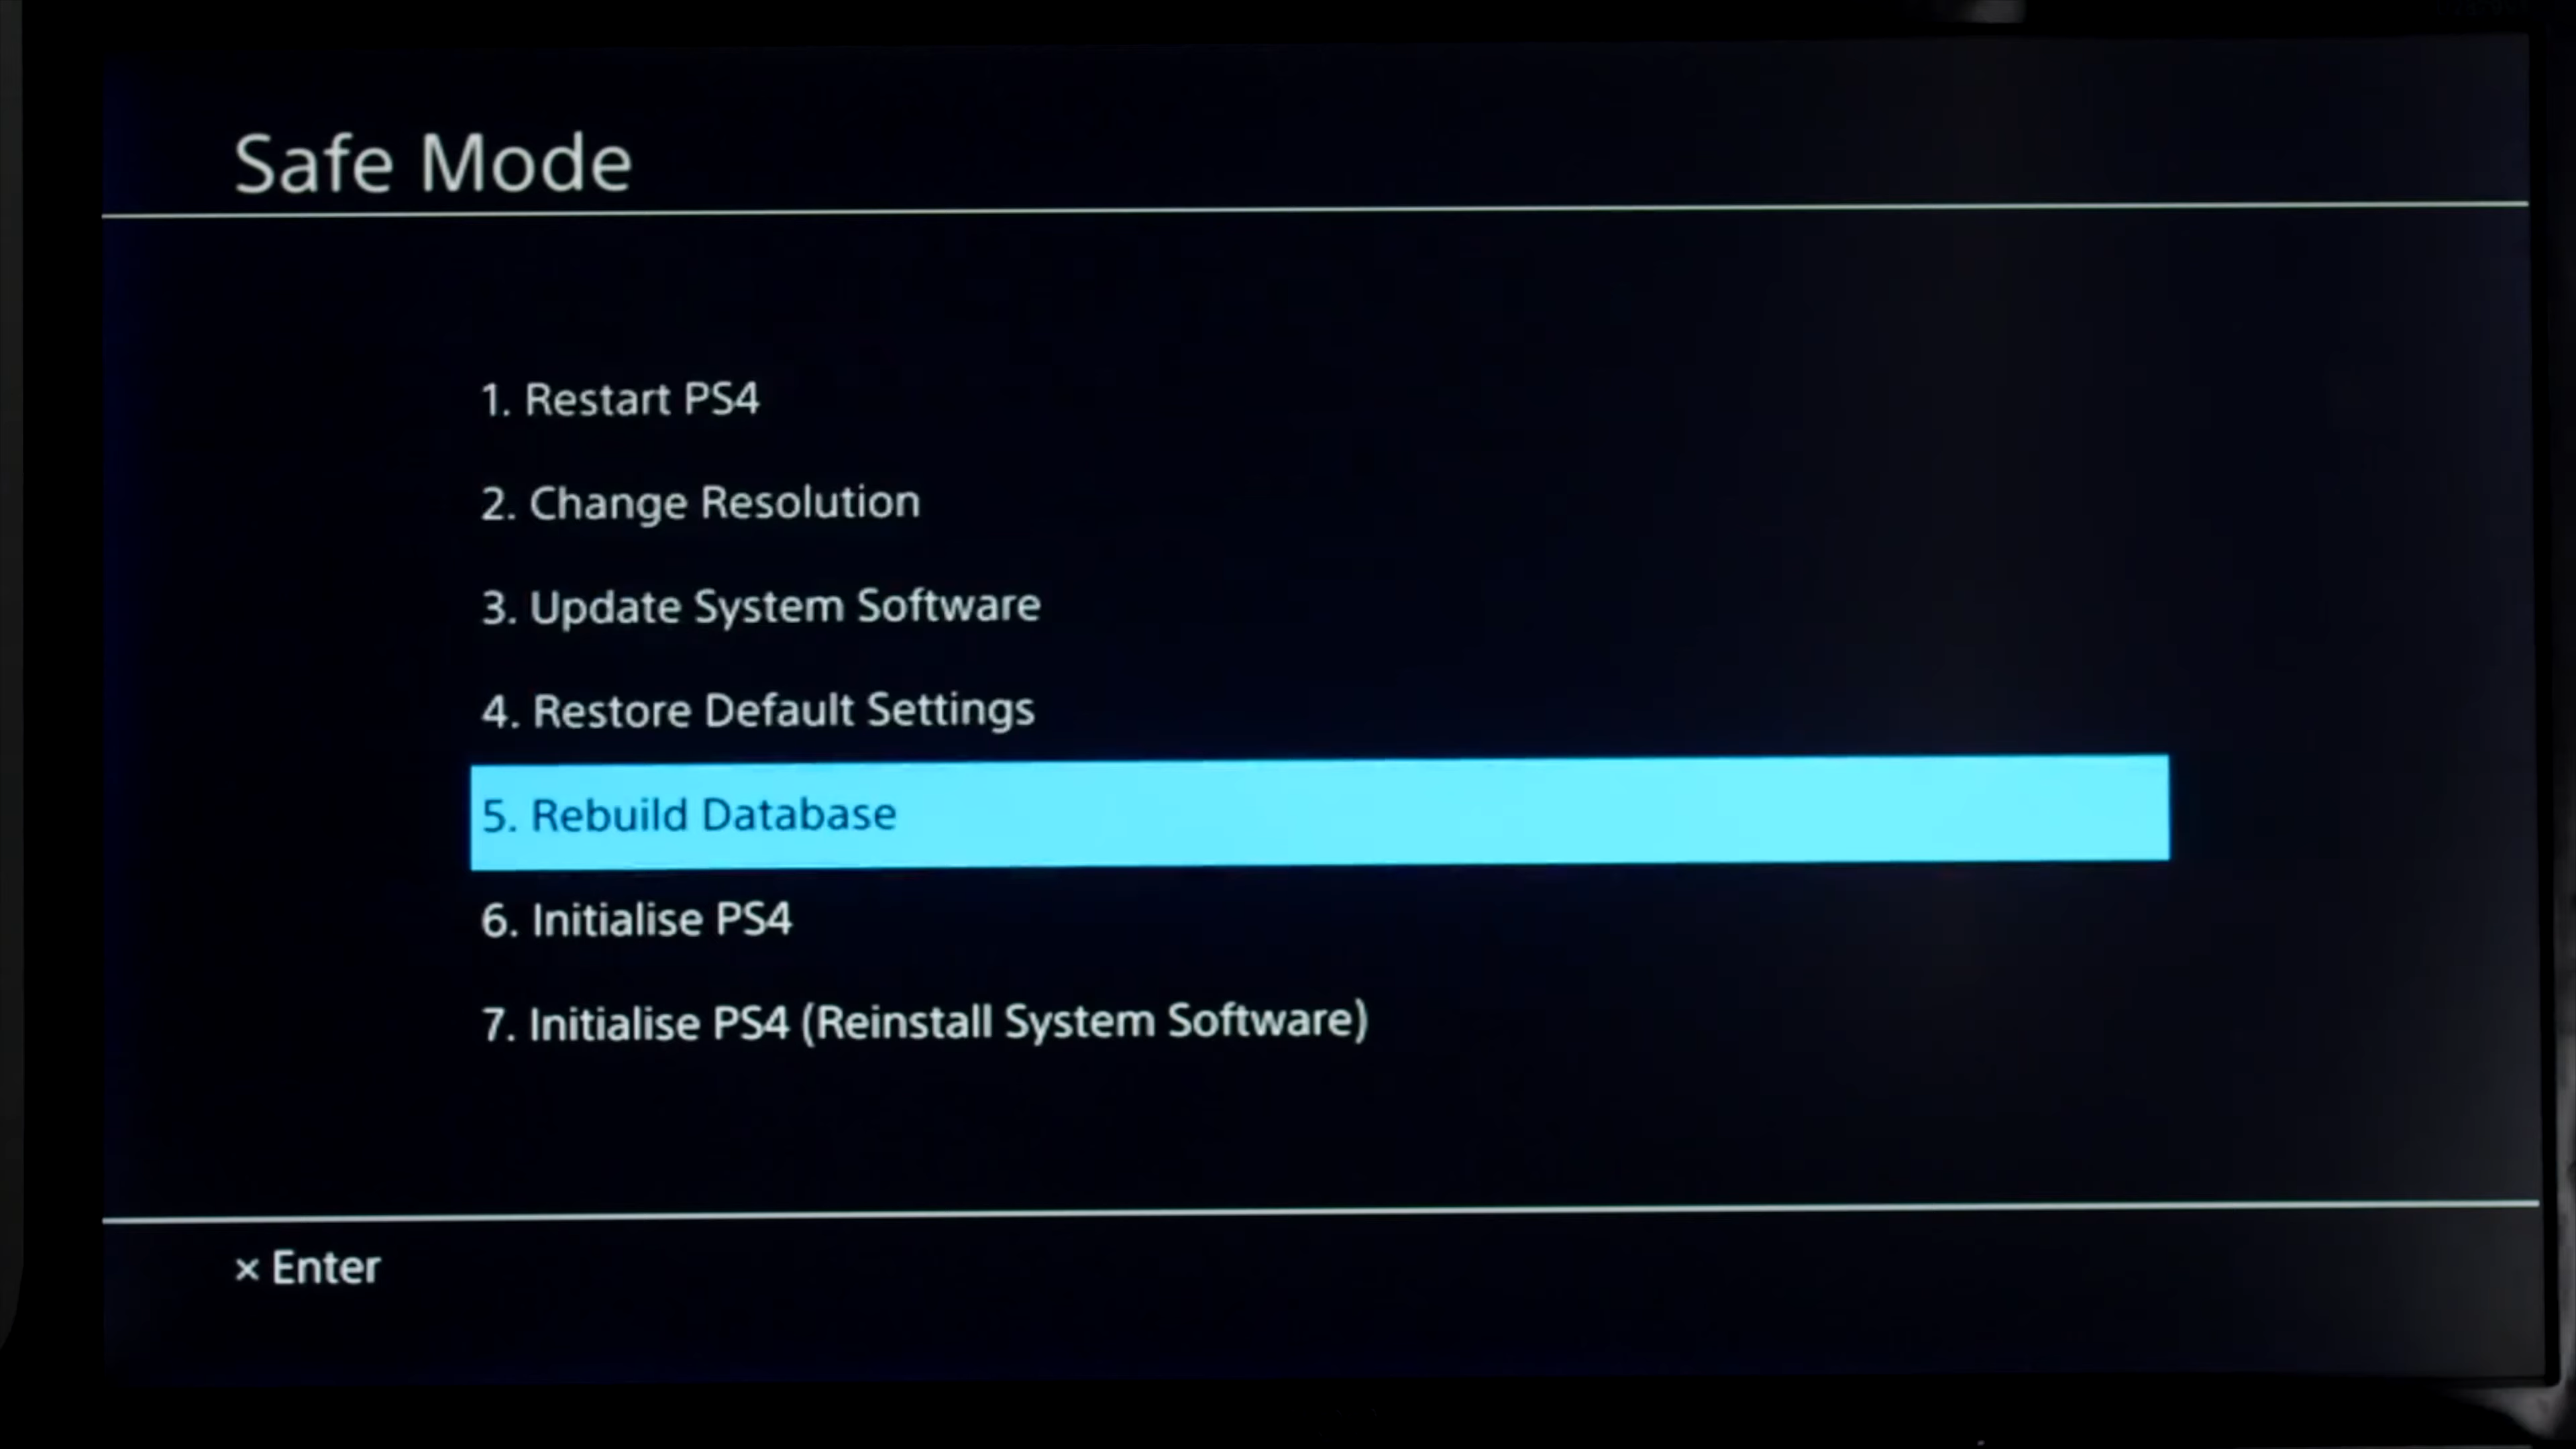 Safe Mode
1. Restart PS4
2. Change Resolution
3. Update System Software
4. Restore Default Settings
5. Rebuild Database
6. Initialise PS4
7. Initialise PS4 (Reinstall System Software)
× Enter